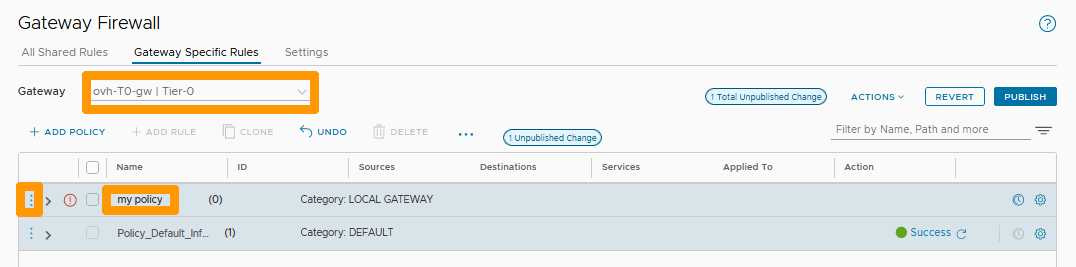 Gateway Firewall
All Shared Rules Gateway Specific Rules Settings
Gateway ovh-T0-gw | Tier-0 1 Total Unpublished Change ACTIONS REVERT PUBLISH
+ ADD POLICY + ADD RULE CLONE UNDO DELETE ... 1 Unpublished Change Filter by Name, Path and more
Name ID Sources Destinations Services Applied To Action
my policy (0) Category: LOCAL GATEWAY
Policy_Default_Inf... (1) Category: DEFAULT Success